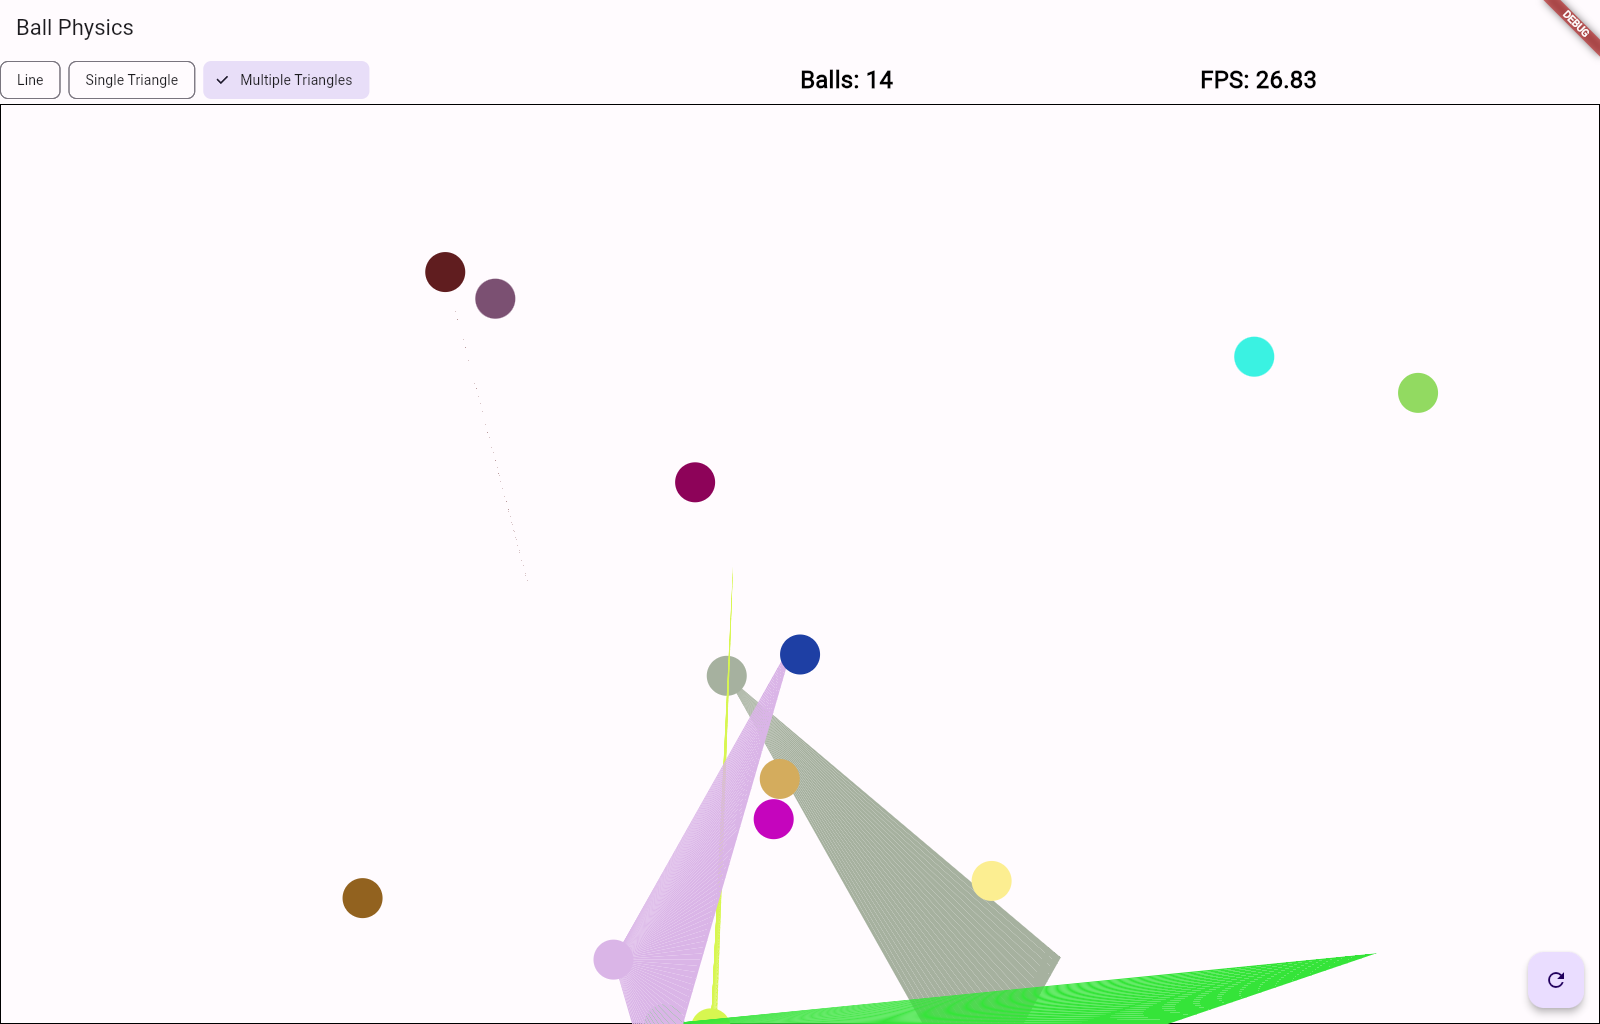 Ball Physics
DEBUG
Line
Single Triangle
Multiple Triangles
Balls: 14
FPS: 26.83